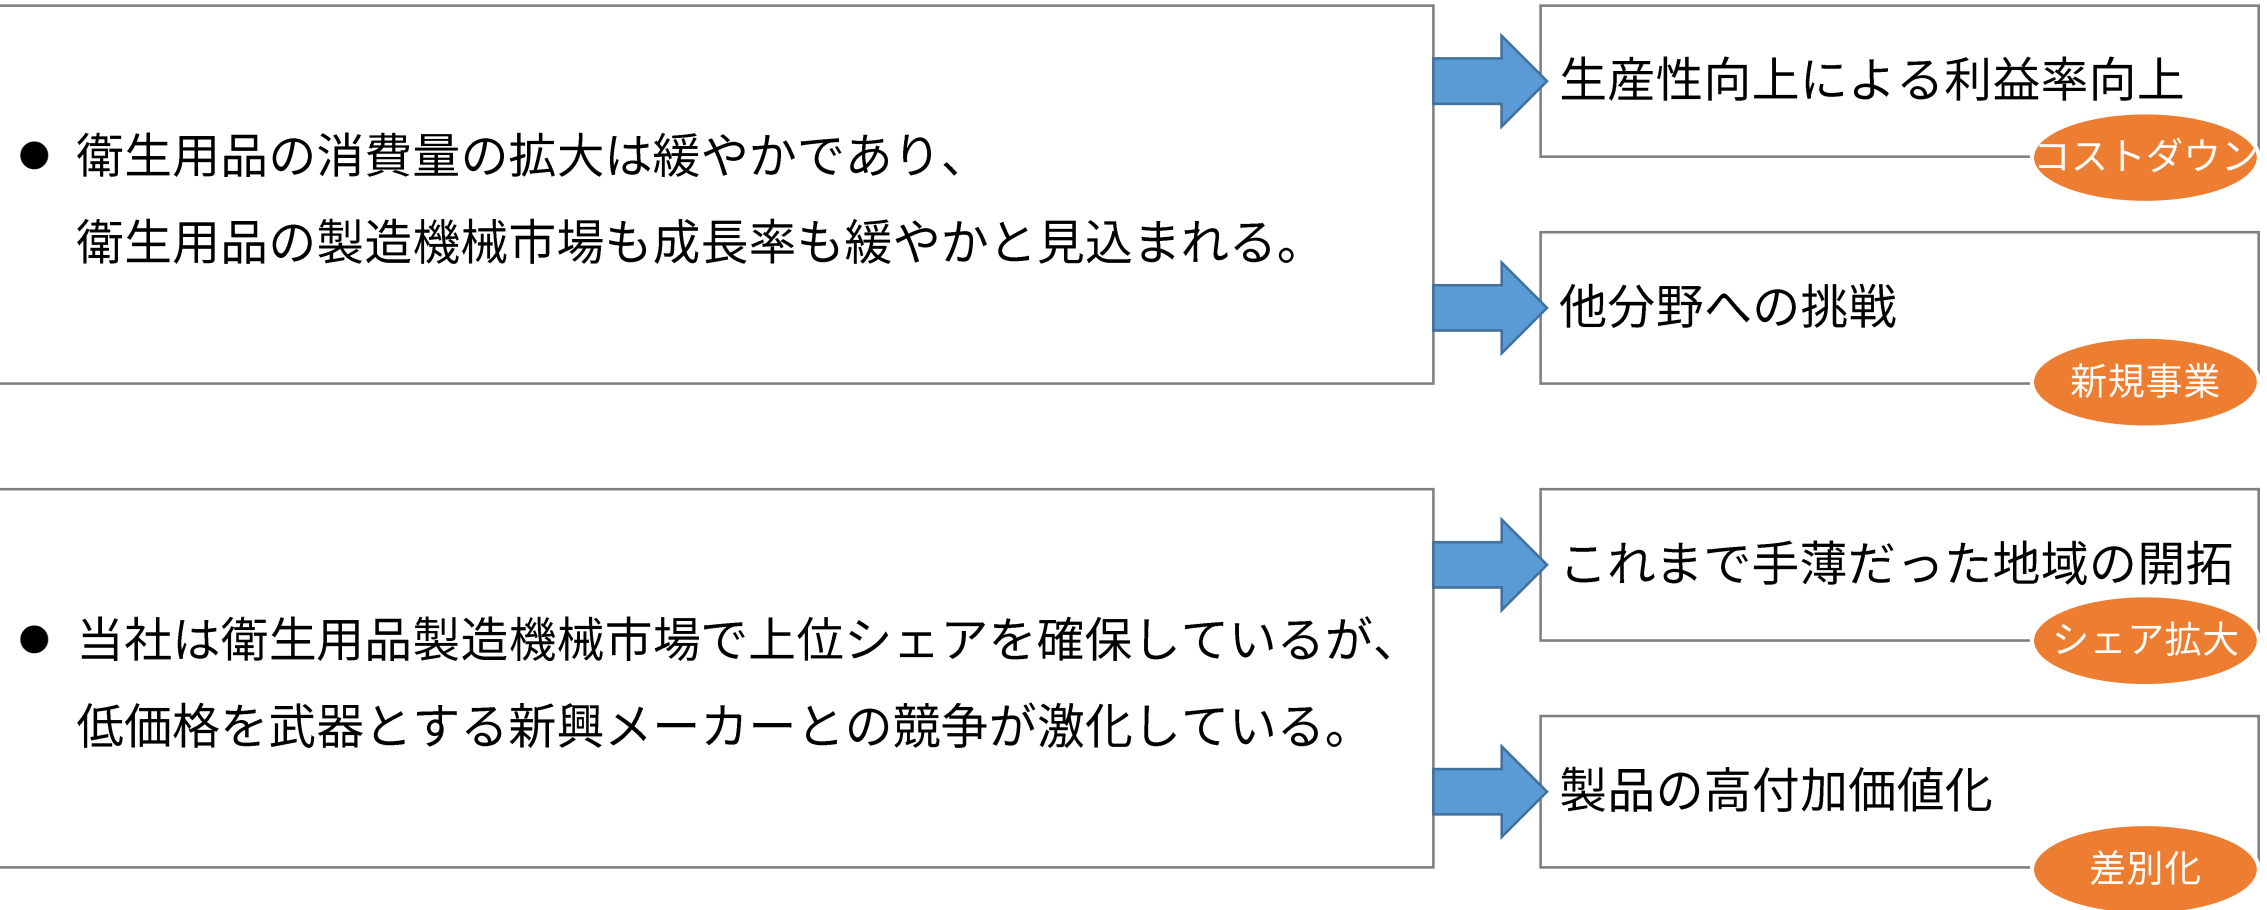 ● 衛生用品の消費量の拡大は緩やかであり、
衛生用品の製造機械市場も成長率も緩やかと見込まれる。
生産性向上による利益率向上
コストダウン
他分野への挑戦
新規事業
● 当社は衛生用品製造機械市場で上位シェアを確保しているが、
低価格を武器とする新興メーカーとの競争が激化している。
これまで手薄だった地域の開拓
シェア拡大
製品の高付加価値化
差別化